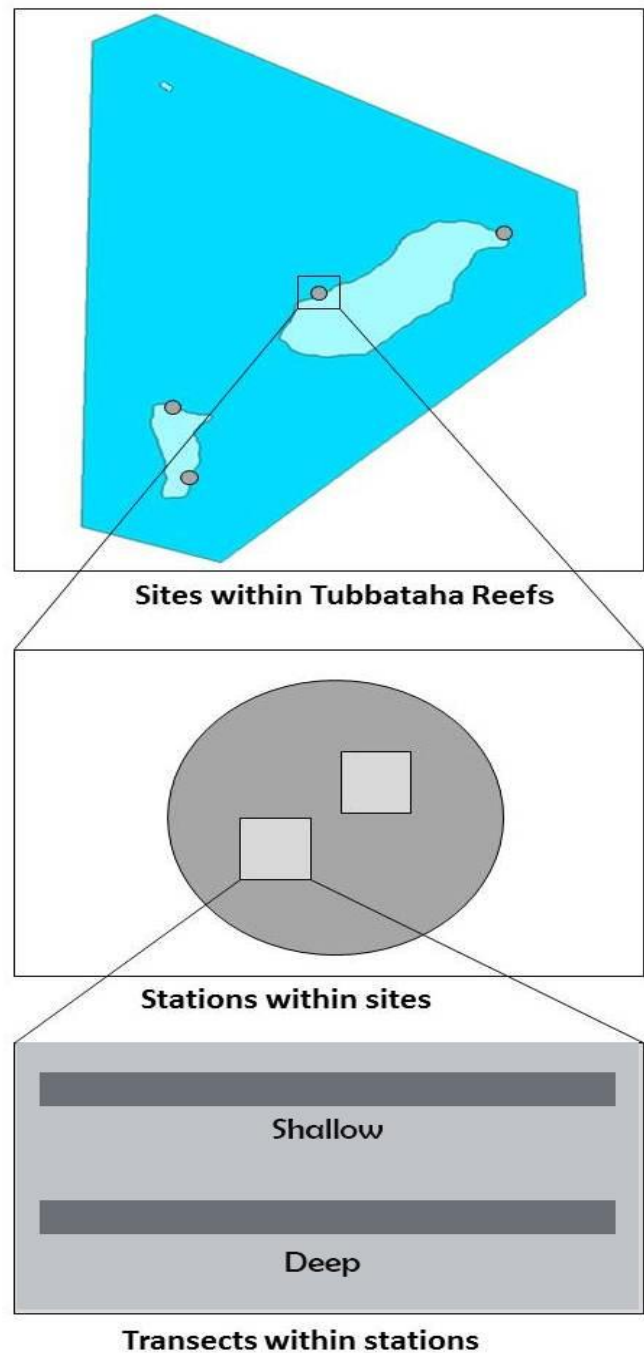 Sites within Tubbataha Reefs
Stations within sites
Shallow
Deep
Transects within stations